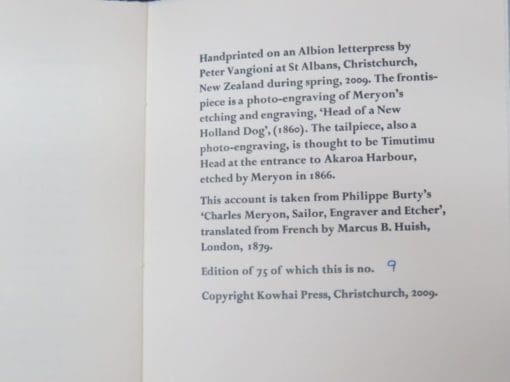 Handprinted on an Albion letterpress by
Peter Vangioni at St Albans, Christchurch,
New Zealand during spring, 2009. The frontis-
piece is a photo-engraving of Meryon's
etching and engraving, 'Head of a New
Holland Dog', (1860). The tailpiece, also a
photo-engraving, is thought to be Timutimu
Head at the entrance to Akaroa Harbour,
etched by Meryon in 1866.
This account is taken from Philippe Burty's
'Charles Meryon, Sailor, Engraver and Etcher',
translated from French by Marcus B. Huish,
London, 1879.
Edition of 75 of which this is no. 9
Copyright Kowhai Press, Christchurch, 2009.